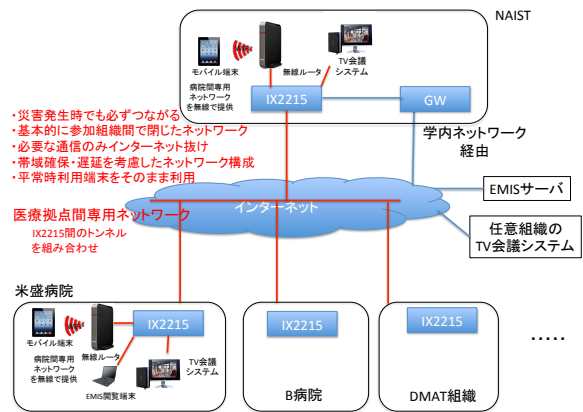 NAIST
モバイル端末
無線ルータ
TV会議
システム
病院間専用
ネットワーク
を無線で提供
IX2215
GW
・災害発生時でも必ずつながる
・基本的に参加組織間で閉じたネットワーク
・必要な通信のみインターネット抜け
・帯域確保・遅延を考慮したネットワーク構成
・平常時利用端末をそのまま利用
学内ネットワーク
経由
EMISサーバ
医療拠点間専用ネットワーク
インターネット
IX2215間のトンネル
を組み合わせ
任意組織の
TV会議システム
米盛病院
IX2215
モバイル端末
無線ルータ
病院間専用
ネットワーク
を無線で提供
EMIS閲覧端末
TV会議
システム
IX2215
B病院
IX2215
DMAT組織
.....